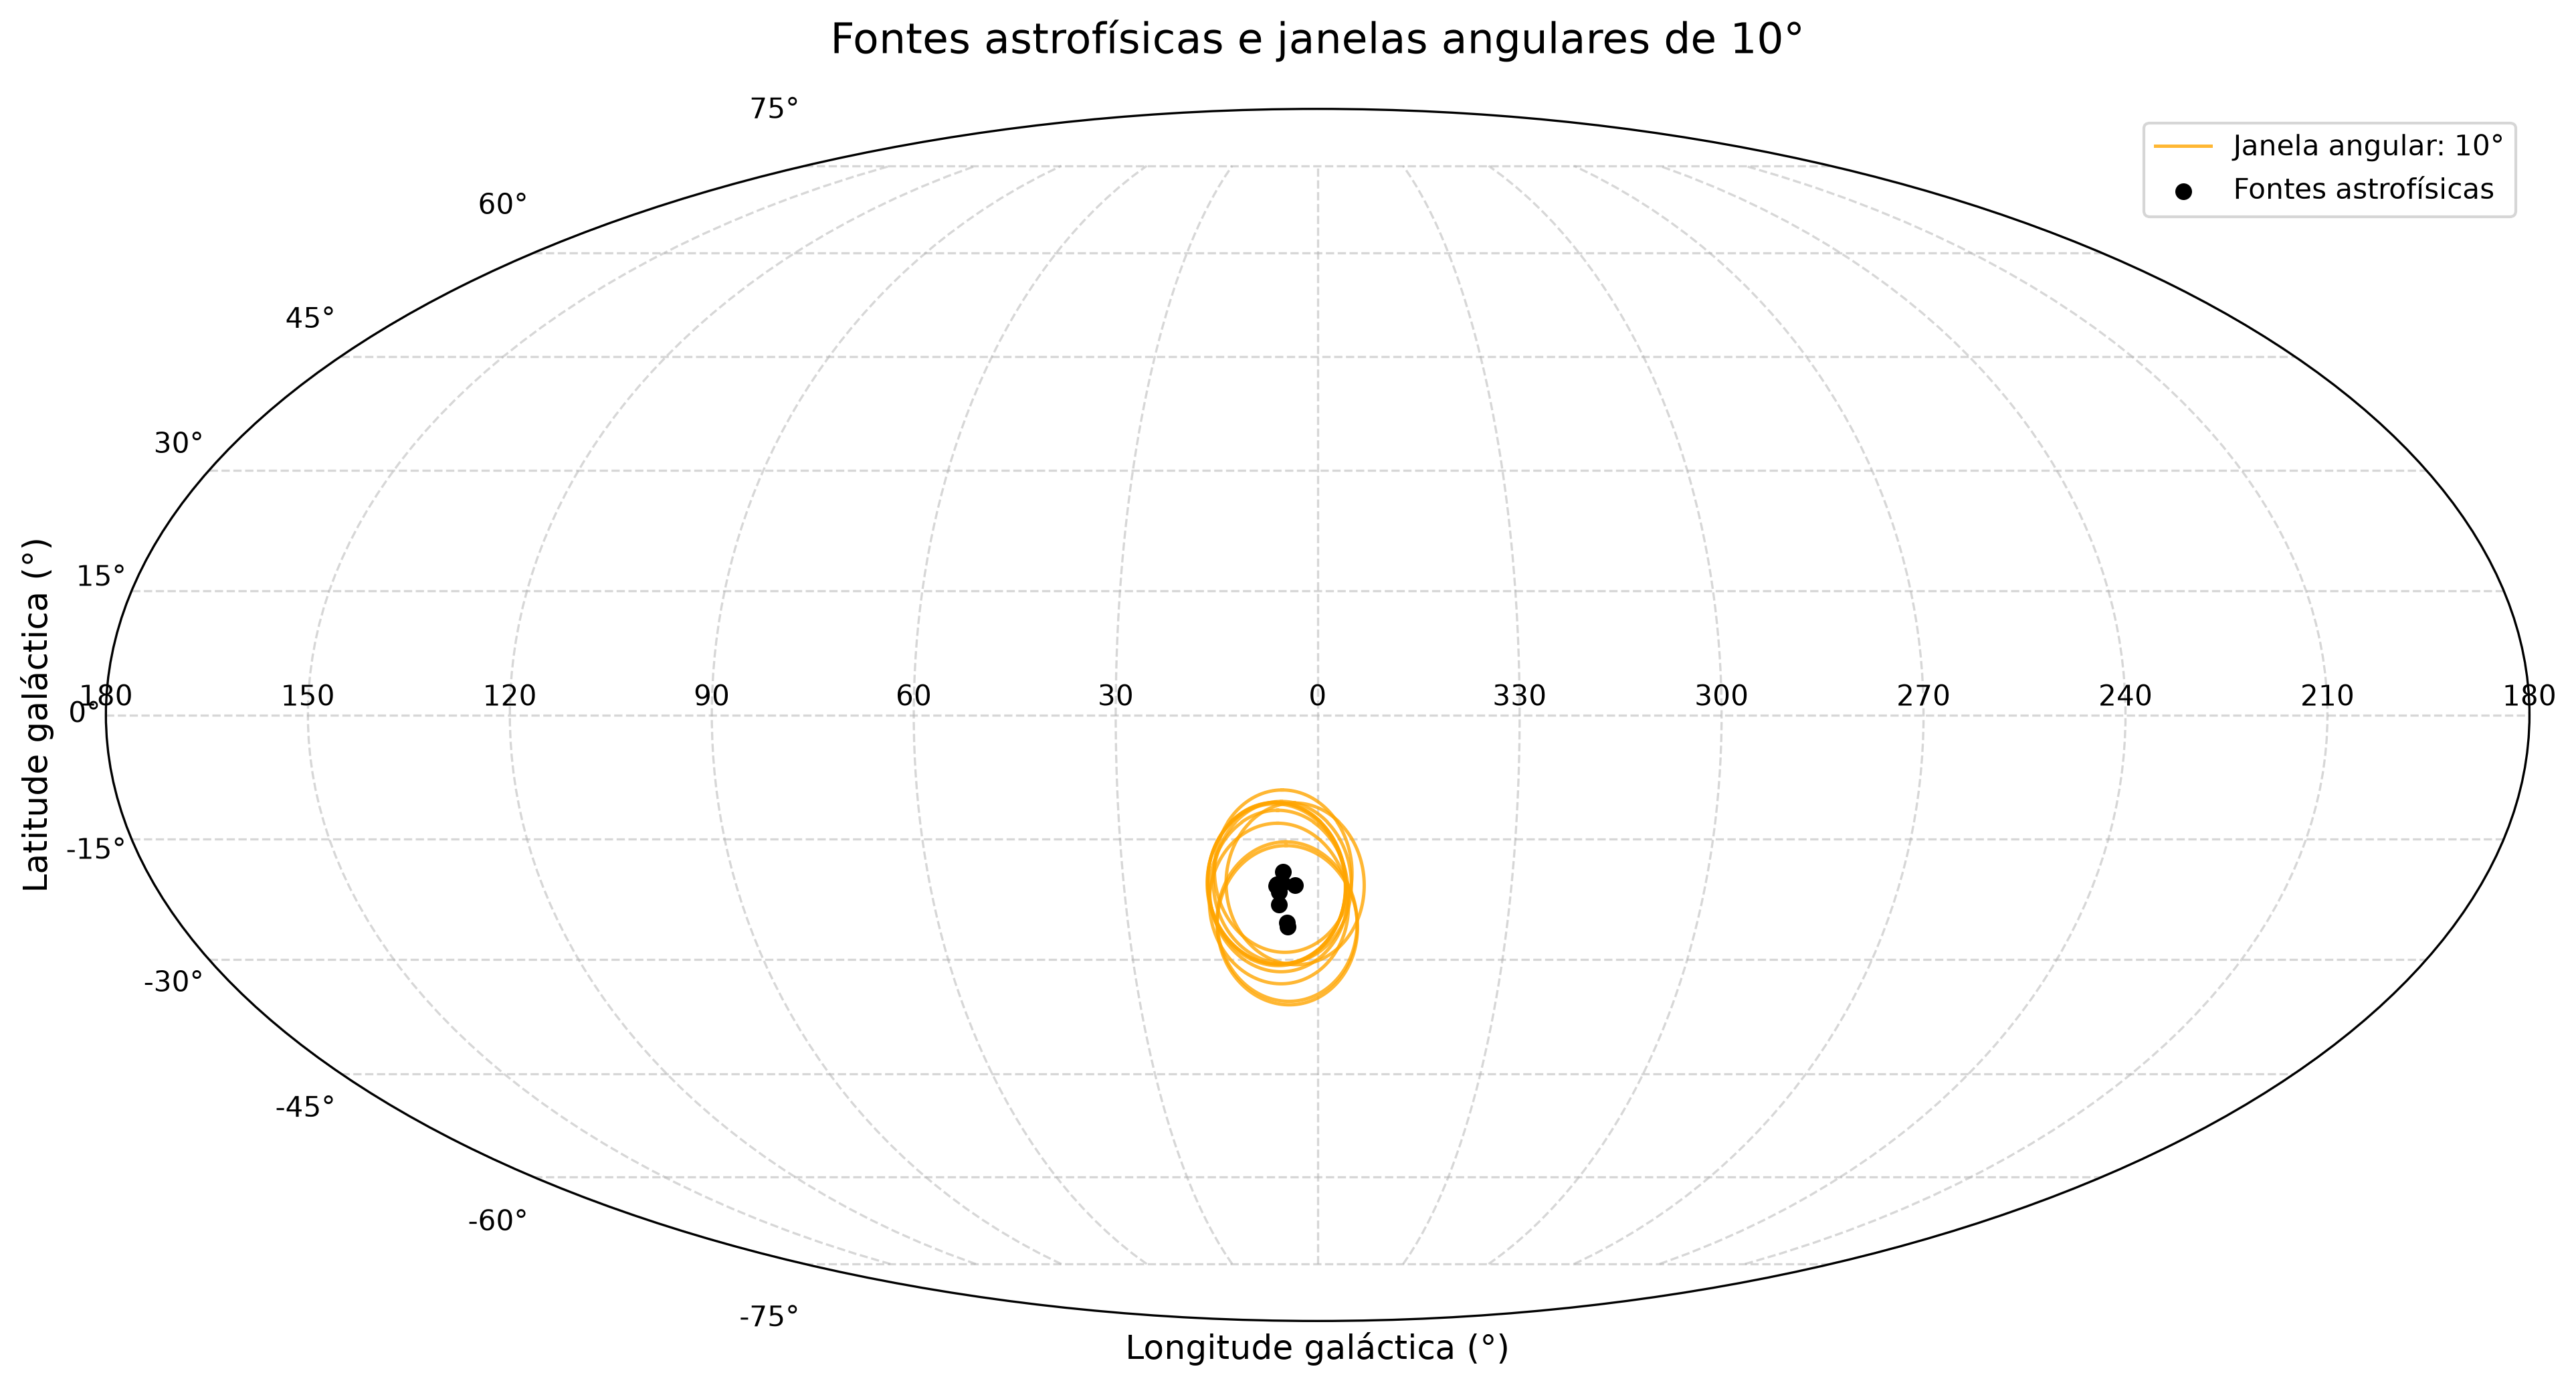 Fontes astrofísicas e janelas angulares de 10°
75°
Janela angular: 10°
Fontes astrofísicas
60°
45°
30°
15°
Latitude galáctica (°)
180 150 120 90 60 30 0 330 300 270 240 210 180
0°
-15°
-30°
-45°
-60°
-75°
Longitude galáctica (°)